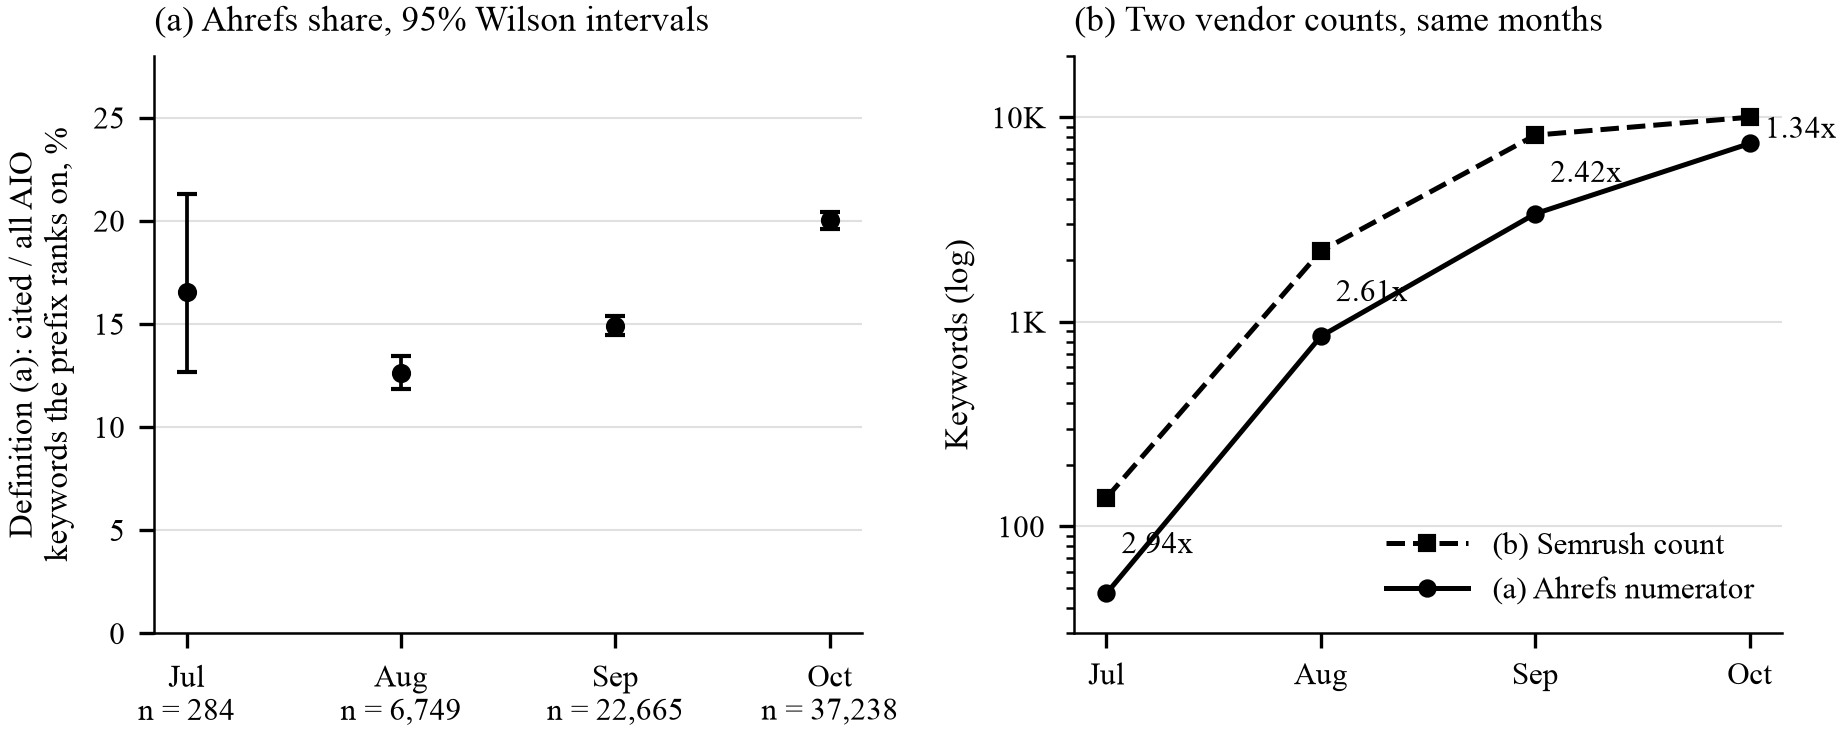 (a) Ahrefs share, 95% Wilson intervals
Definition (a): cited / all AIO
keywords the prefix ranks on, %
25
20
15
10
5
0
Jul
Aug
Sep
Oct
n = 284
n = 6,749
n = 22,665
n = 37,238
(b) Two vendor counts, same months
Keywords (log)
10K
1K
100
1.34x
2.42x
2.61x
2.94x
(b) Semrush count
(a) Ahrefs numerator
Jul
Aug
Sep
Oct